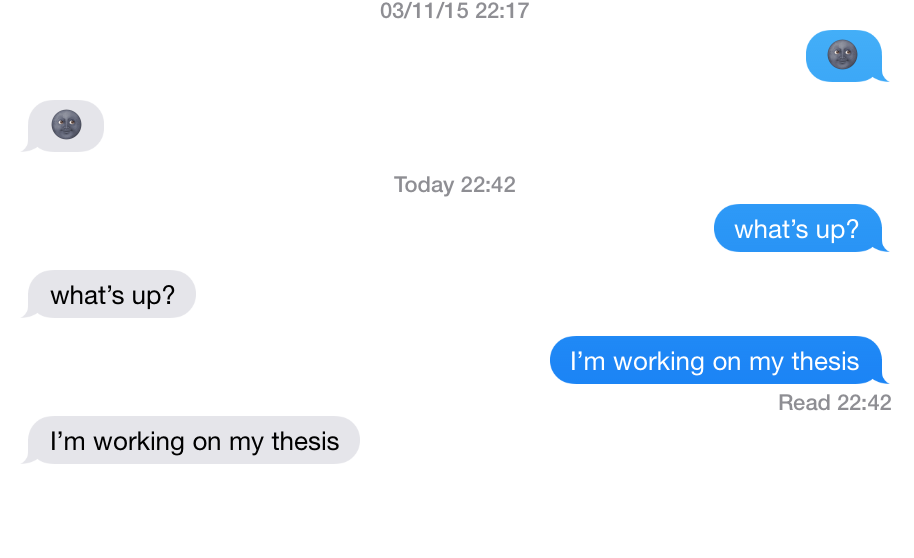 03/11/15 22:17
🌚
🌚
Today 22:42
what’s up?
what’s up?
I’m working on my thesis
Read 22:42
I’m working on my thesis